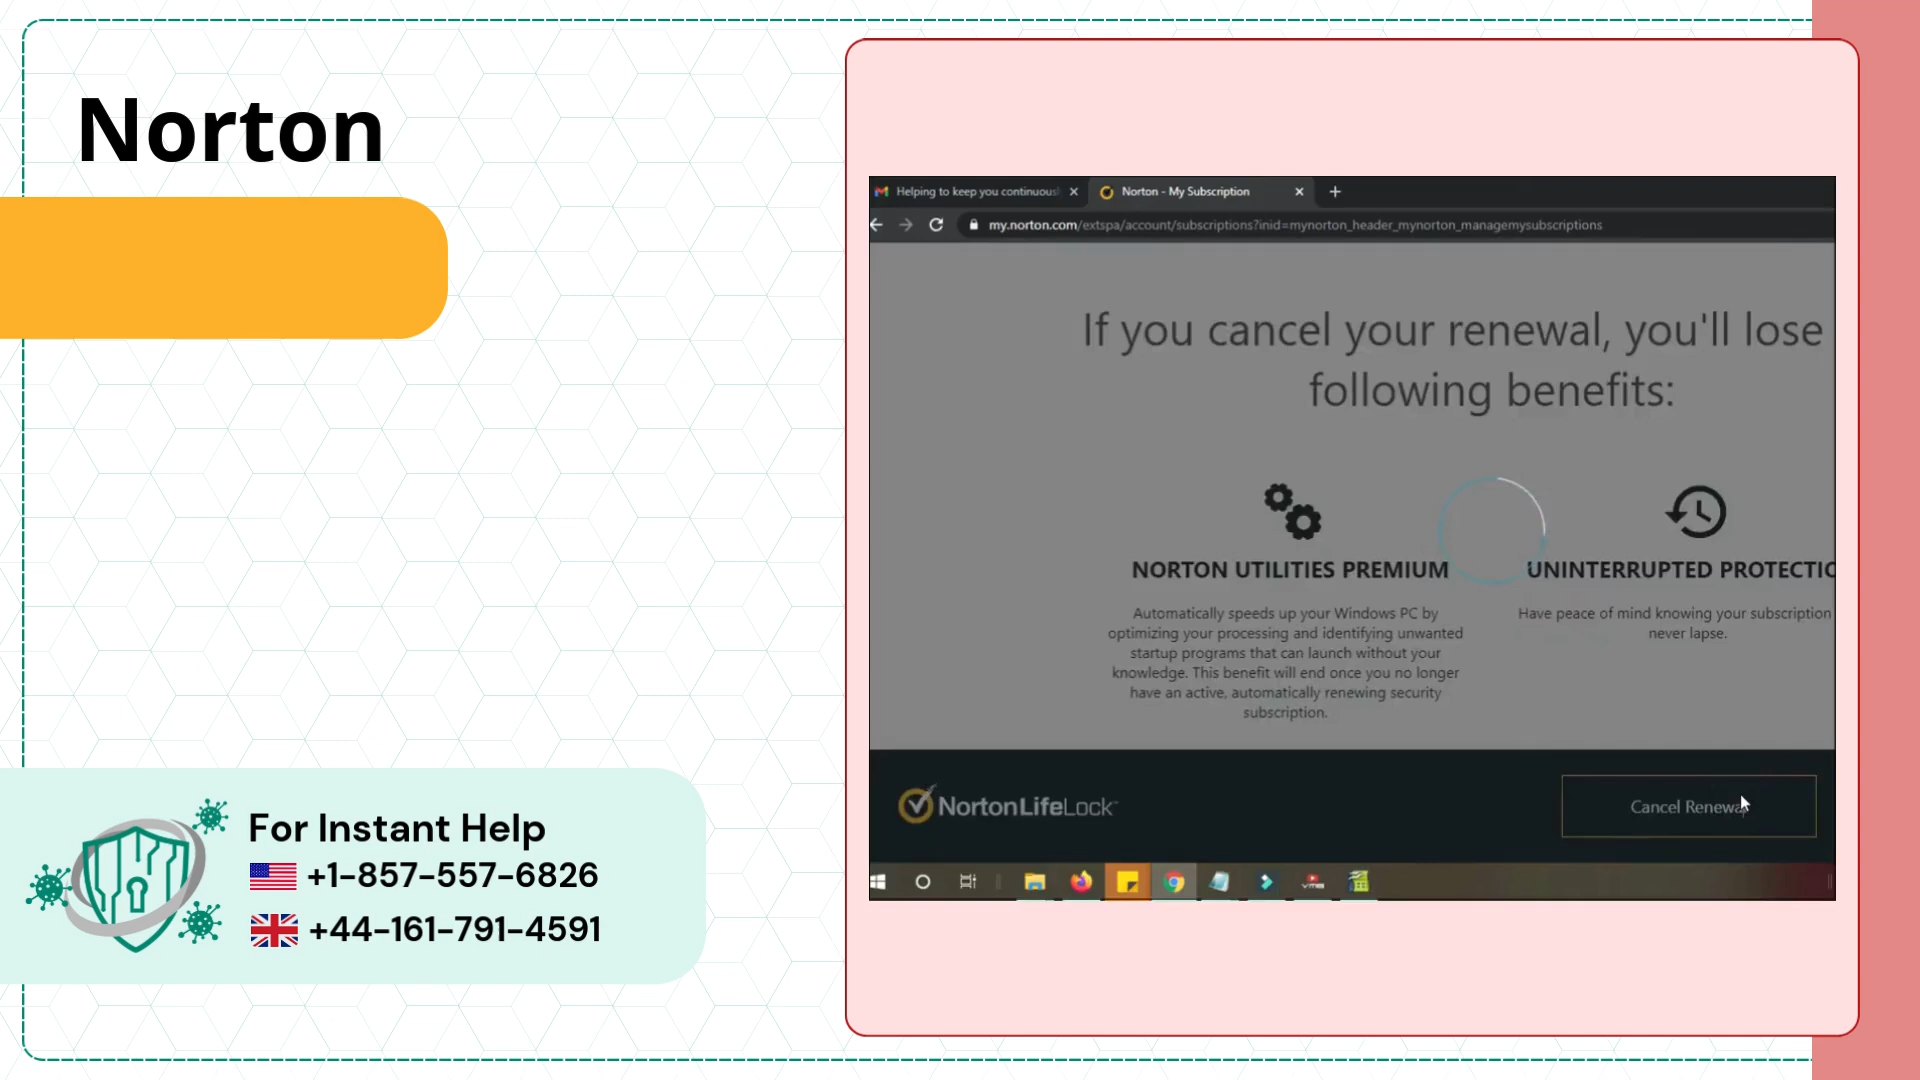 Norton
For Instant Help
+1-857-557-6826
+44-161-791-4591
Helping to keep you continuous
Norton - My Subscription
my.norton.com/extspa/account/subscriptions?inid=mynorton_header_mynorton_managemysubscriptions
If you cancel your renewal, you'll lose
following benefits:
NORTON UTILITIES PREMIUM
Automatically speeds up your Windows PC by
optimizing your processing and identifying unwanted
startup programs that can launch without your
knowledge. This benefit will end once you no longer
have an active, automatically renewing security
subscription.
UNINTERRUPTED PROTECTIO
Have peace of mind knowing your subscription
never lapse.
NortonLifeLock
Cancel Renewal